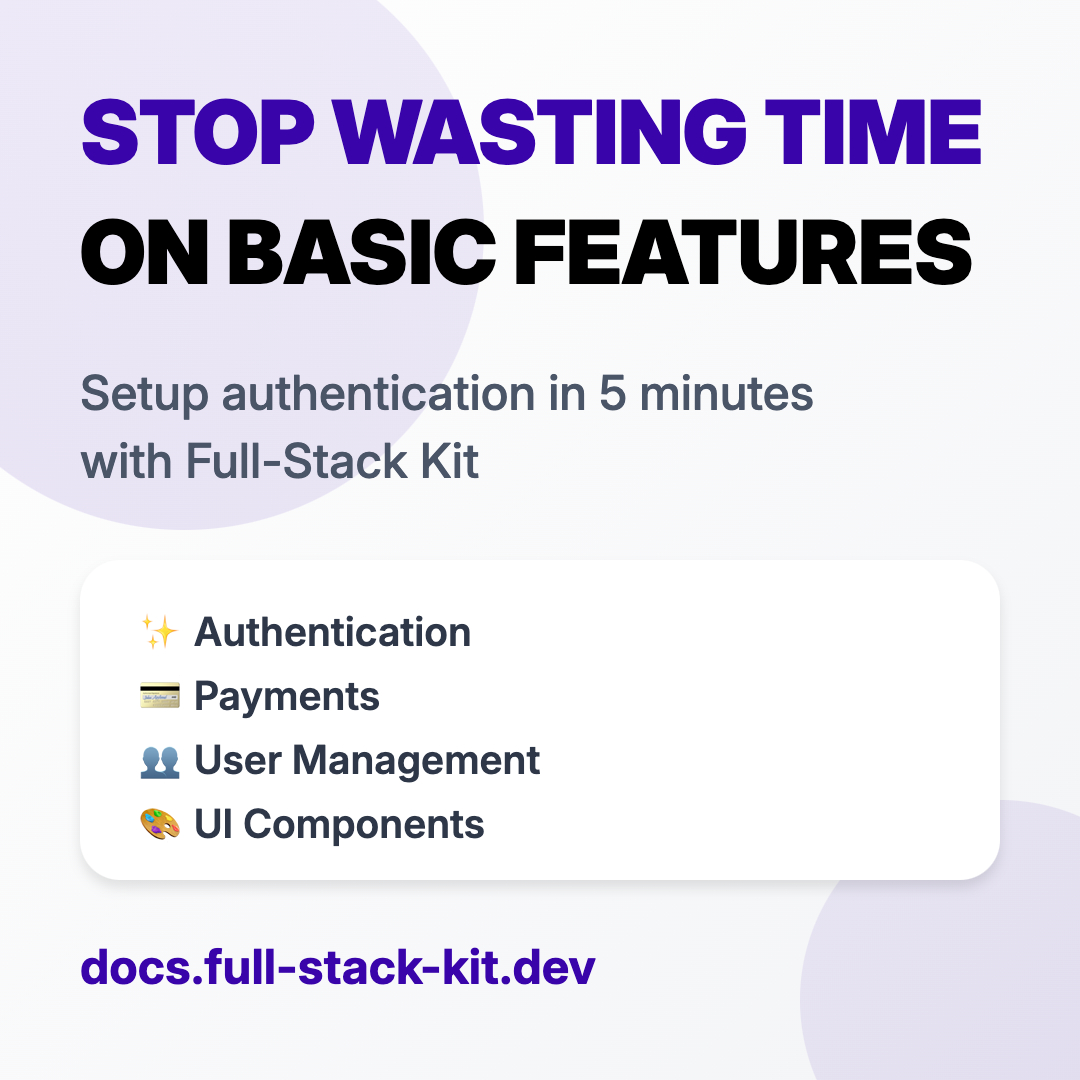 STOP WASTING TIME
ON BASIC FEATURES
Setup authentication in 5 minutes
with Full-Stack Kit
✨ Authentication
💳 Payments
👥 User Management
🎨 UI Components
docs.full-stack-kit.dev